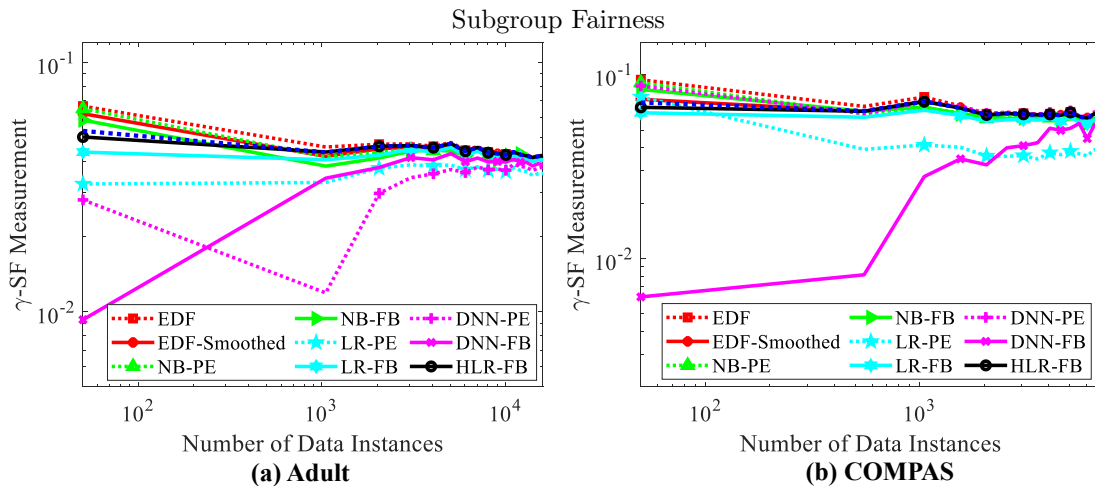 Subgroup Fairness
γ-SF Measurement
10^-1
10^-2
EDF
EDF-Smoothed
NB-PE
NB-FB
LR-PE
LR-FB
DNN-PE
DNN-FB
HLR-FB
10^2 10^3 10^4
Number of Data Instances
(a) Adult
γ-SF Measurement
10^-1
10^-2
EDF
EDF-Smoothed
NB-PE
NB-FB
LR-PE
LR-FB
DNN-PE
DNN-FB
HLR-FB
10^2 10^3
Number of Data Instances
(b) COMPAS